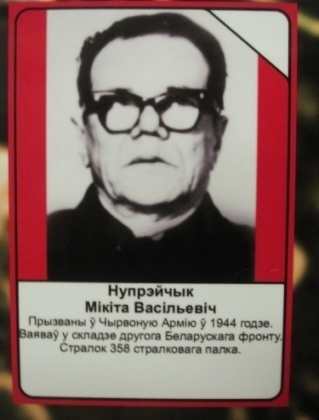 Нупрэйчык
Мікіта Васільевіч
Прызваны ў Чырвоную Армію ў 1944 годзе.
Ваяваў у складзе другога Беларускага фронту.
Стралок 358 стралковага палка.